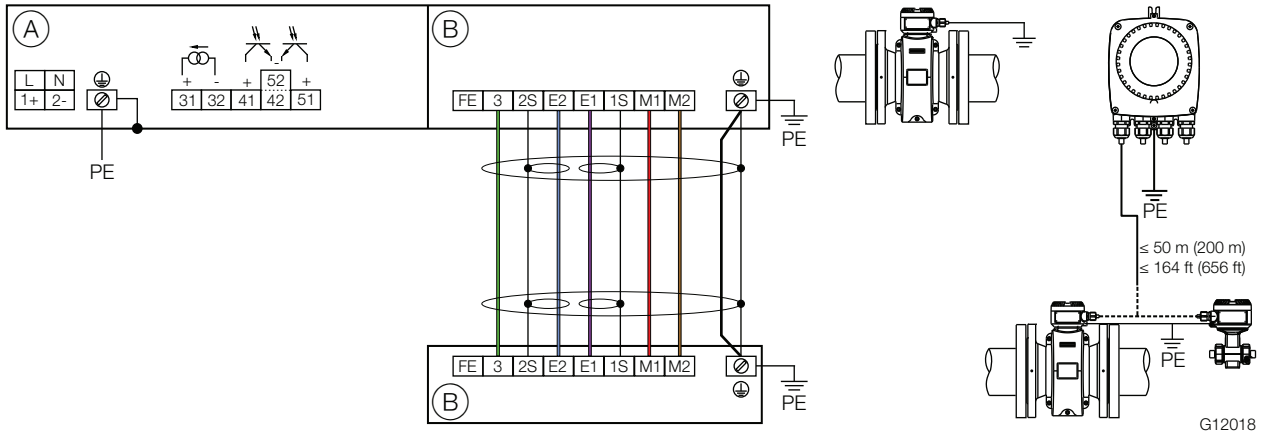 A
B
L N
1+ 2-
+ - + - +
52
31 32 41 42 51
FE 3 2S E2 E1 1S M1 M2
PE
PE
PE
≤ 50 m (200 m)
≤ 164 ft (656 ft)
FE 3 2S E2 E1 1S M1 M2
PE
PE
B
G12018